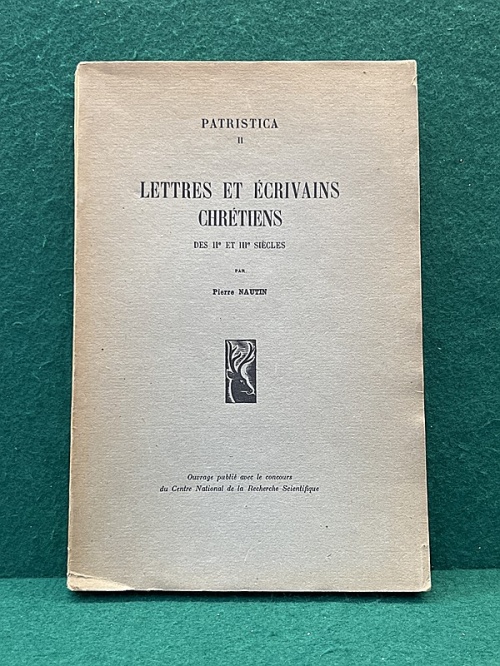 PATRISTICA
II
LETTRES ET ÉCRIVAINS
CHRÉTIENS
DES IIe ET IIIe SIÈCLES
PAR
Pierre NAUTIN
Ouvrage publié avec le concours
du Centre National de la Recherche Scientifique